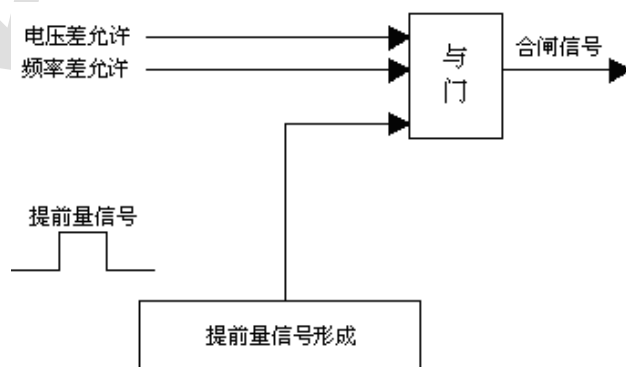 电压差允许
频率差允许
与门
合闸信号
提前量信号
提前量信号形成